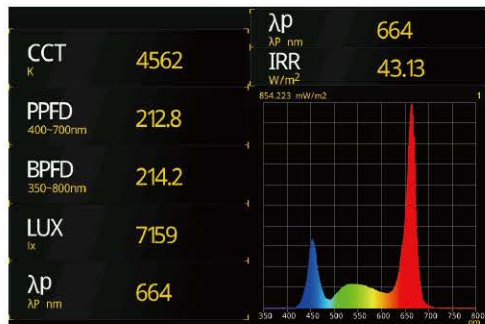 CCT
K
4562
PPFD
400~700nm
212.8
BPFD
350~800nm
214.2
LUX
lx
7159
λp
λP nm
664
λp
λP nm
664
IRR
W/m2
43.13
854.223 mW/m2
1
350 400 450 500 550 600 650 700 750 800
nm